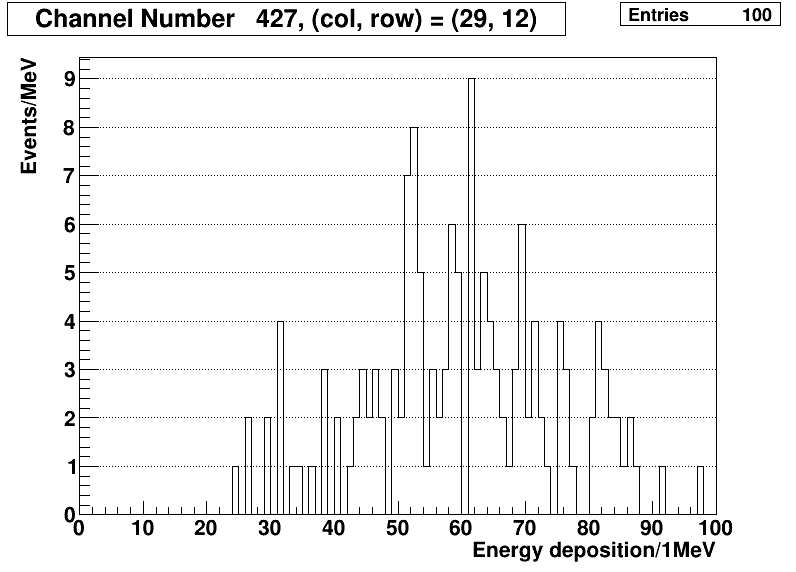 Channel Number 427, (col, row) = (29, 12)
Entries 100
Events/MeV
9
8
7
6
5
4
3
2
1
0
0 10 20 30 40 50 60 70 80 90 100
Energy deposition/1MeV